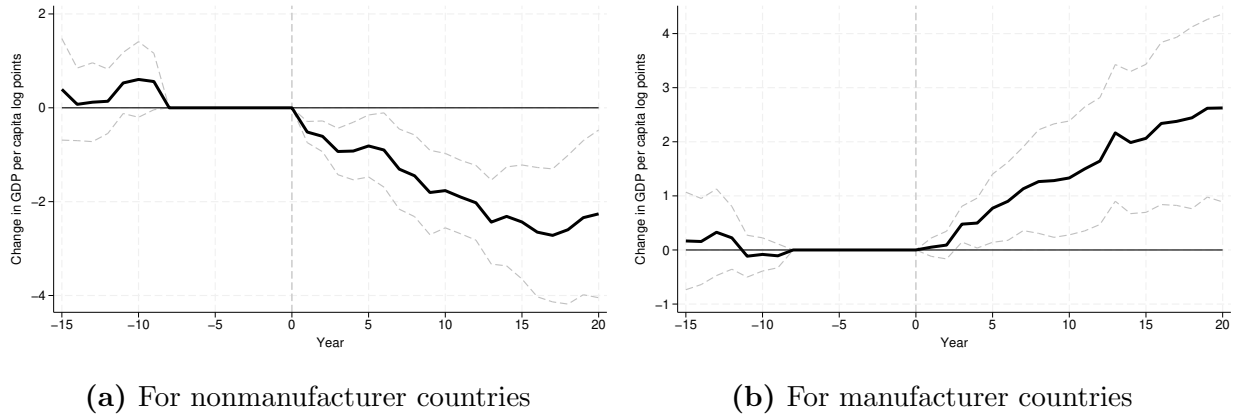 2
0
−2
−4
Change in GDP per capita log points
−15 −10 −5 0 5 10 15 20
Year
(a) For nonmanufacturer countries
4
3
2
1
0
−1
Change in GDP per capita log points
−15 −10 −5 0 5 10 15 20
Year
(b) For manufacturer countries